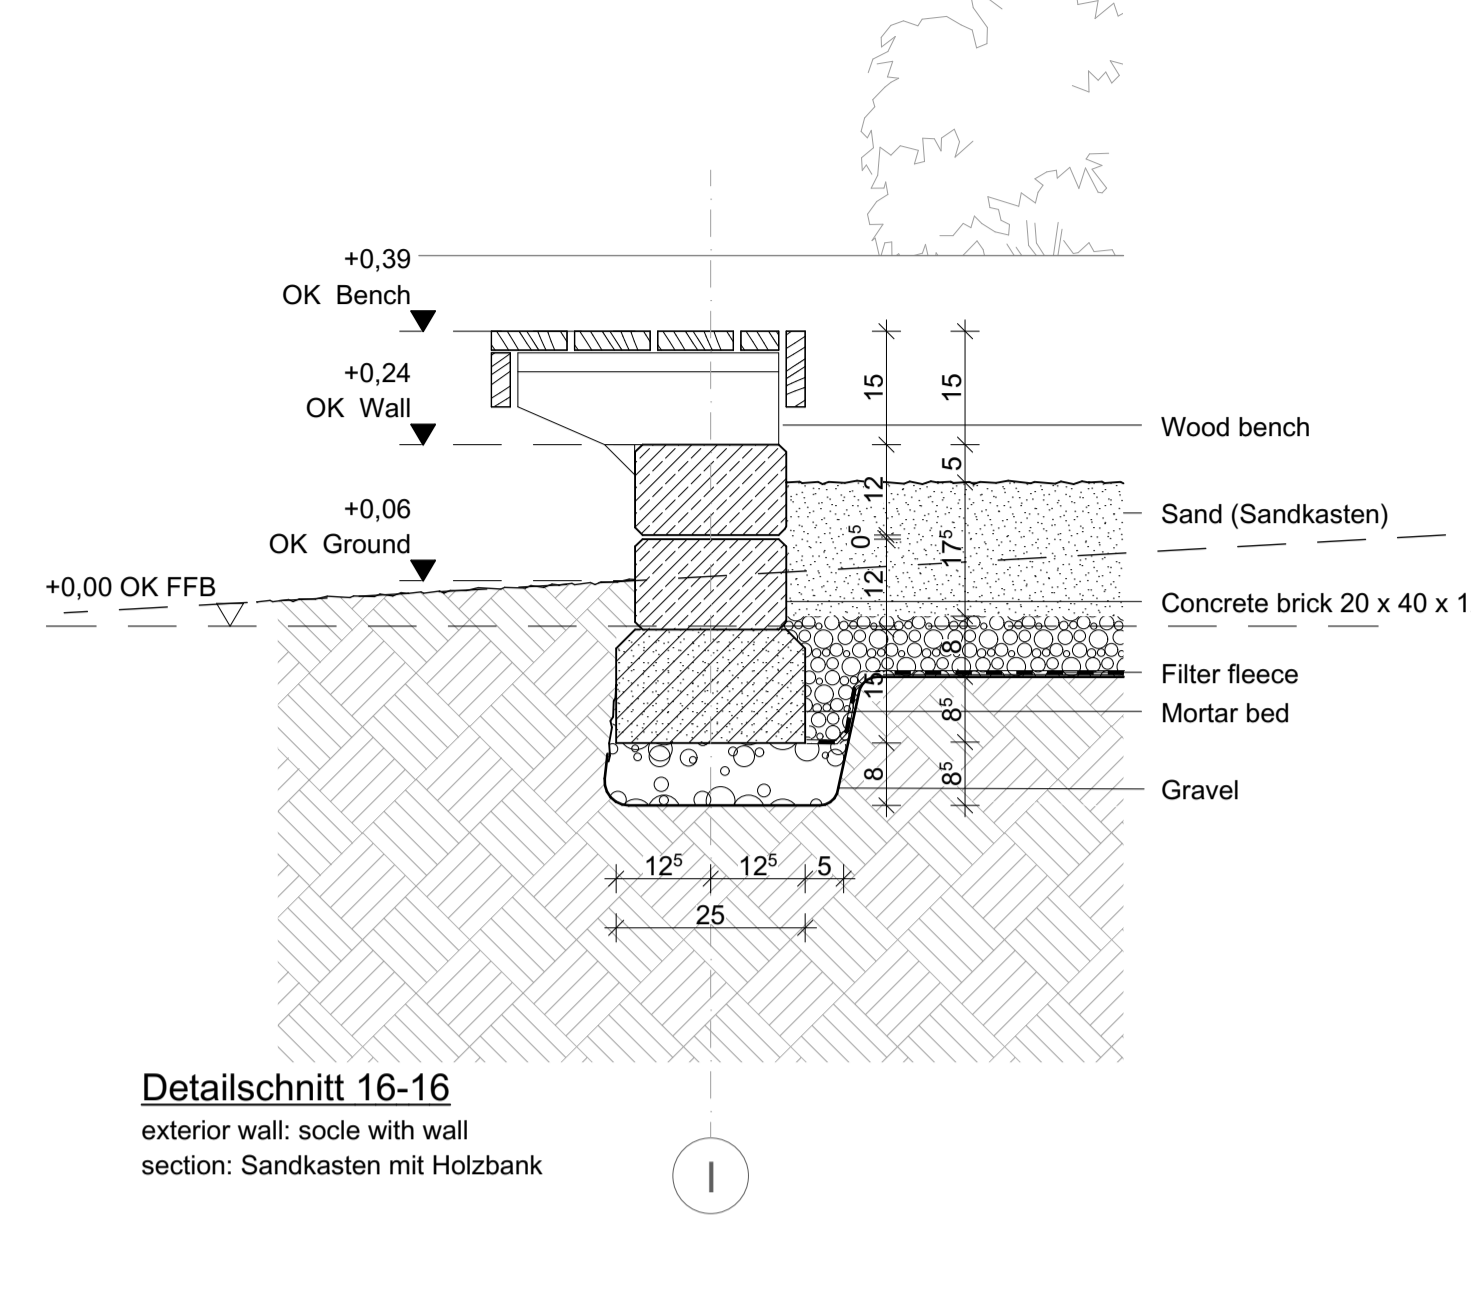 +0,39
OK Bench
+0,24
OK Wall
+0,06
OK Ground
+0,00 OK FFB
15
15
5
12
0⁵
17⁵
12
8
15
8⁵
8
8⁵
Wood bench
Sand (Sandkasten)
Concrete brick 20 x 40 x 1
Filter fleece
Mortar bed
Gravel
12⁵ 12⁵ 5
25
Detailschnitt 16-16
exterior wall: socle with wall
section: Sandkasten mit Holzbank
I